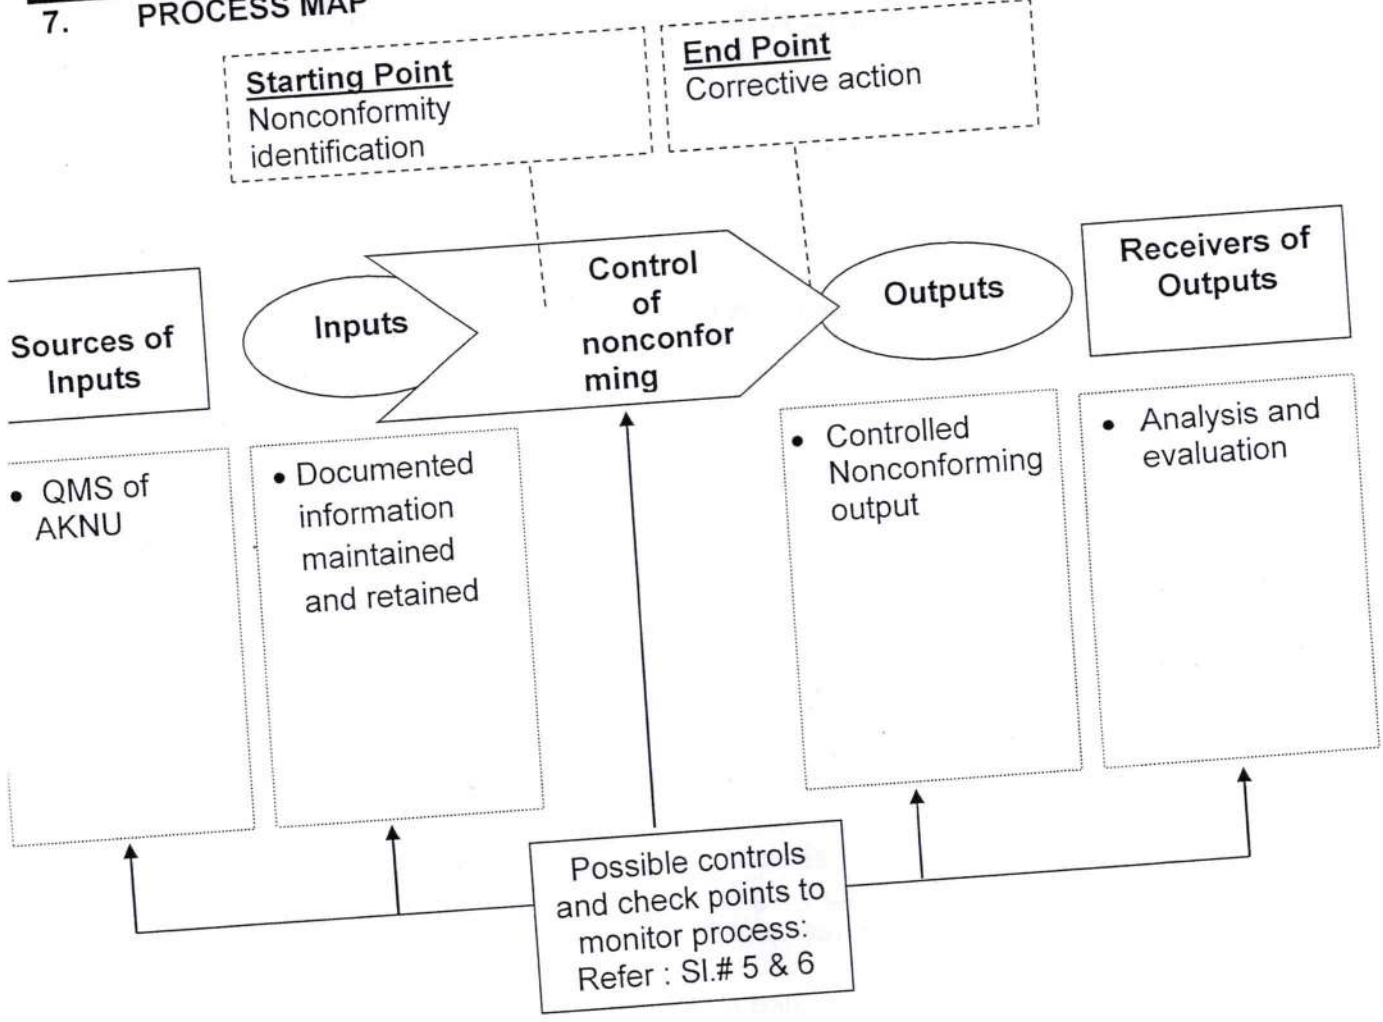 7. PROCESS MAP
Starting Point
Nonconformity
identification
End Point
Corrective action
Sources of
Inputs
Inputs
Control
of
nonconfor
ming
Outputs
Receivers of
Outputs
• QMS of
AKNU
• Documented
information
maintained
and retained
• Controlled
Nonconforming
output
• Analysis and
evaluation
Possible controls
and check points to
monitor process:
Refer : Sl.# 5 & 6